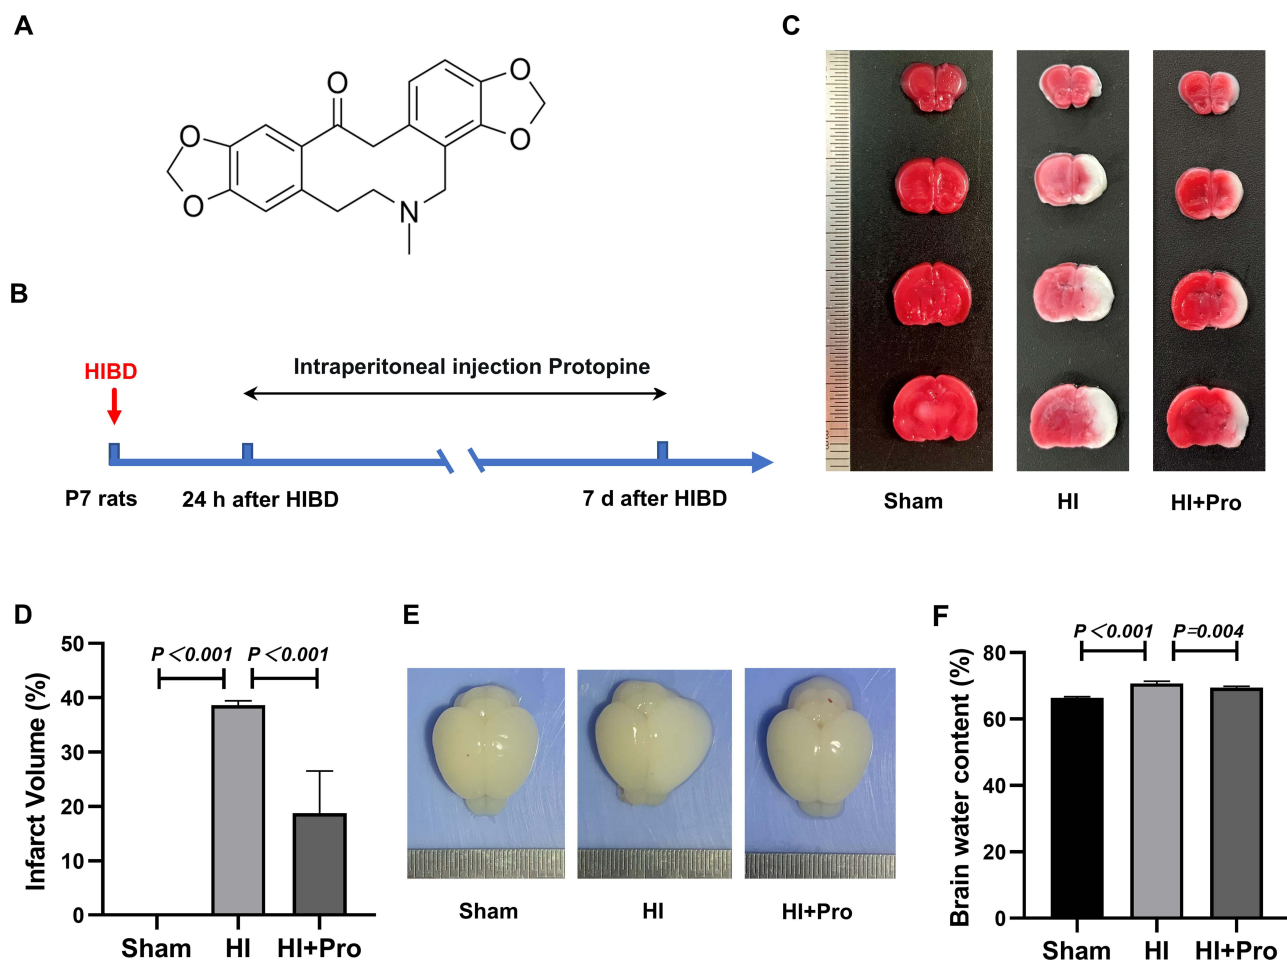 A
O
O
O
O
O
N
B
HIBD
Intraperitoneal injection Protopine
P7 rats
24 h after HIBD
7 d after HIBD
C
Sham
HI
HI+Pro
D
Infarct Volume (%)
50
40
30
20
10
0
P<0.001
P<0.001
Sham
HI
HI+Pro
E
Sham
HI
HI+Pro
F
Brain water content (%)
80
60
40
20
0
P<0.001
P=0.004
Sham
HI
HI+Pro